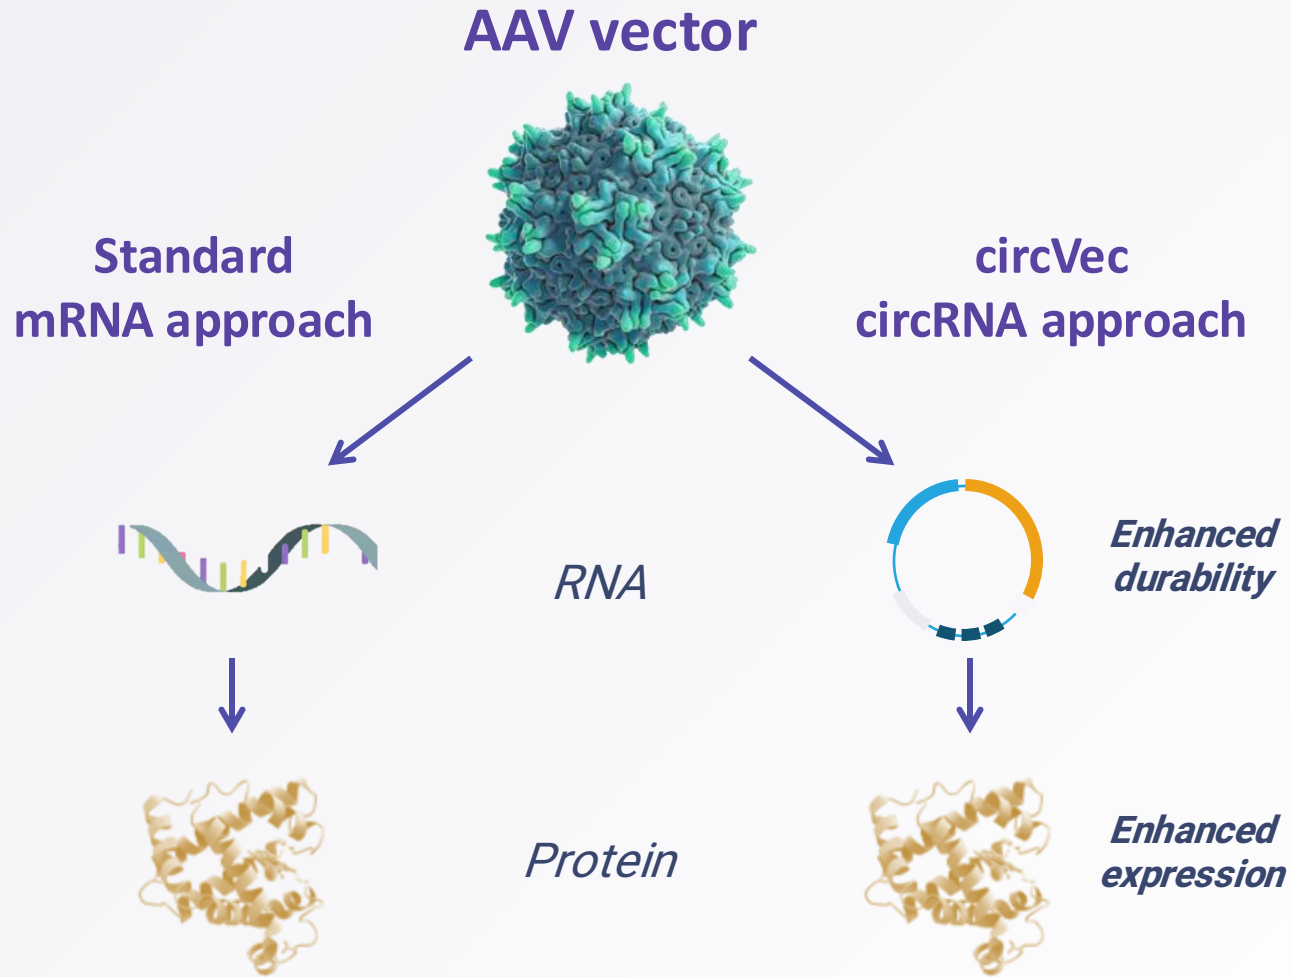 AAV vector
Standard
mRNA approach
circVec
circRNA approach
RNA
Enhanced
durability
Protein
Enhanced
expression